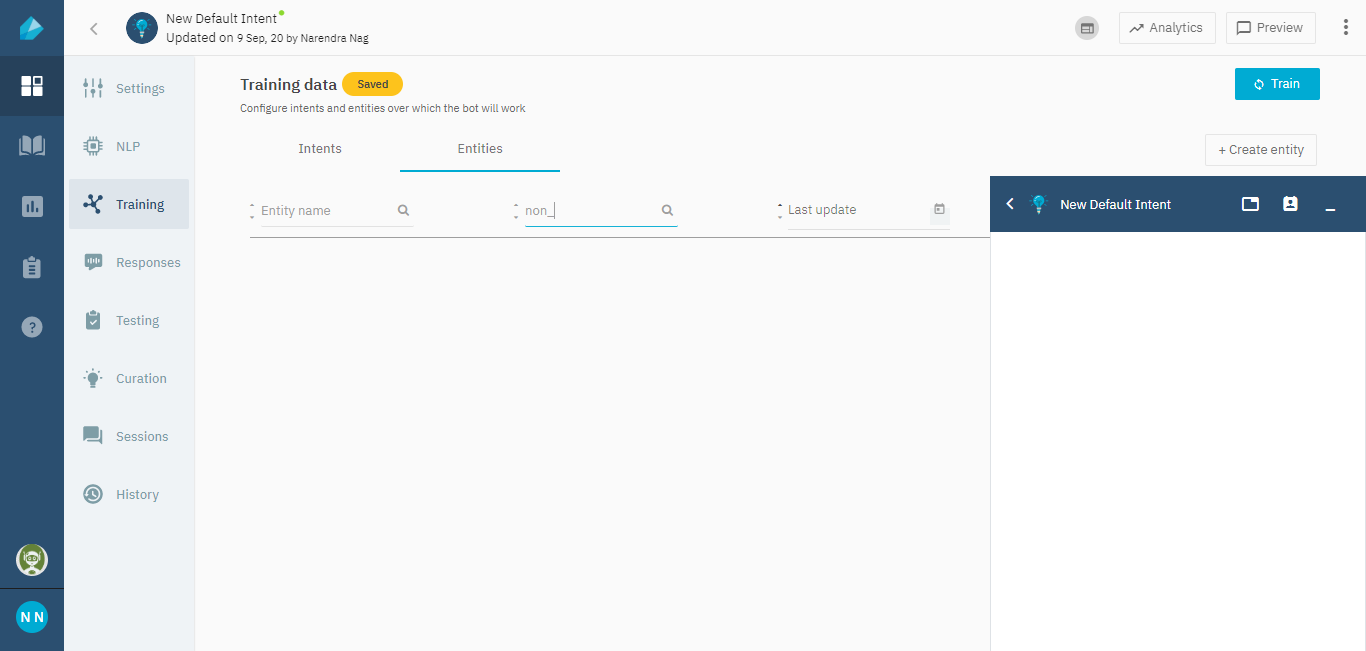 New Default Intent
Updated on 9 Sep, 20 by Narendra Nag
Analytics
Preview
Settings
NLP
Training
Responses
Testing
Curation
Sessions
History
N N
Training data
Saved
Configure intents and entities over which the bot will work
Train
Intents
Entities
+ Create entity
Entity name
non_
Last update
New Default Intent